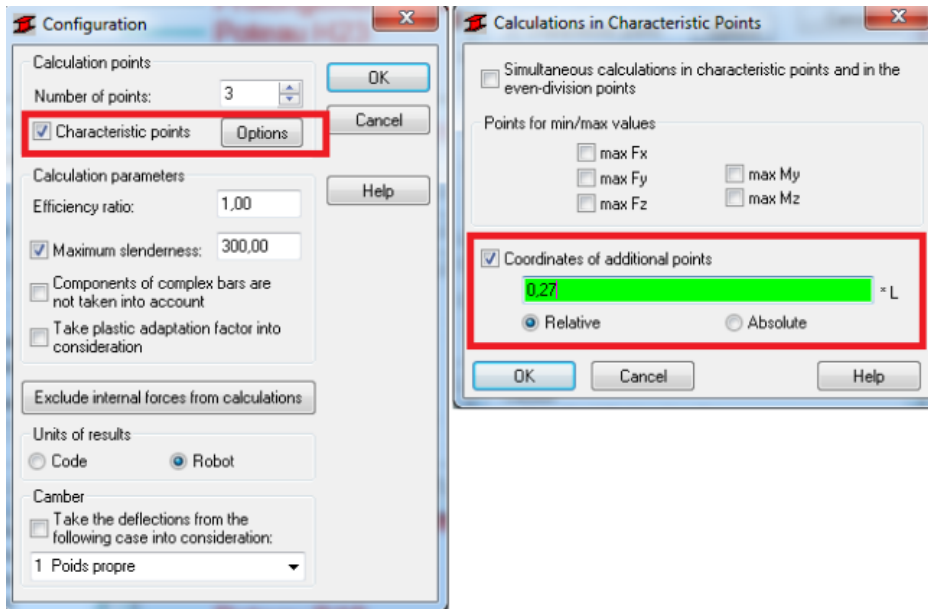 Configuration
Calculation points
Number of points: 3
Characteristic points Options
Calculation parameters
Efficiency ratio: 1,00
Maximum slenderness: 300,00
Components of complex bars are
not taken into account
Take plastic adaptation factor into
consideration
Exclude internal forces from calculations
Units of results
Code Robot
Camber
Take the deflections from the
following case into consideration:
1 Poids propre
OK
Cancel
Help
Calculations in Characteristic Points
Simultaneous calculations in characteristic points and in the
even-division points
Points for min/max values
max Fx
max Fy max My
max Fz max Mz
Coordinates of additional points
0,27 * L
Relative Absolute
OK Cancel Help